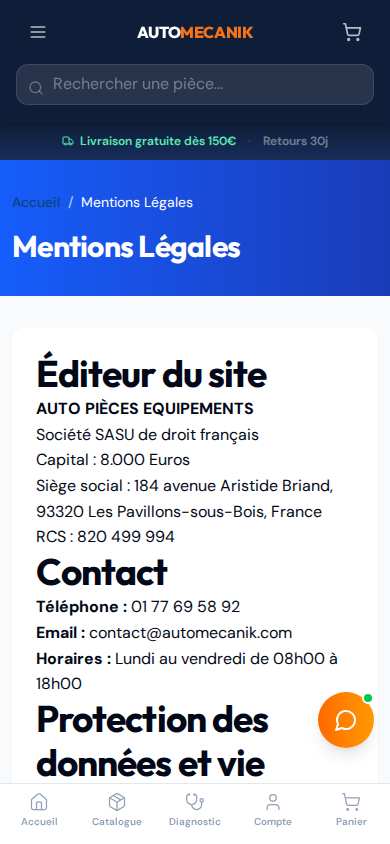 AUTOMECANIK
Rechercher une pièce...
Livraison gratuite dès 150€ · Retours 30j
Accueil / Mentions Légales
Mentions Légales
Éditeur du site
AUTO PIÈCES EQUIPEMENTS
Société SASU de droit français
Capital : 8.000 Euros
Siège social : 184 avenue Aristide Briand,
93320 Les Pavillons-sous-Bois, France
RCS : 820 499 994
Contact
Téléphone : 01 77 69 58 92
Email : contact@automecanik.com
Horaires : Lundi au vendredi de 08h00 à
18h00
Protection des
données et vie
Accueil Catalogue Diagnostic Compte Panier